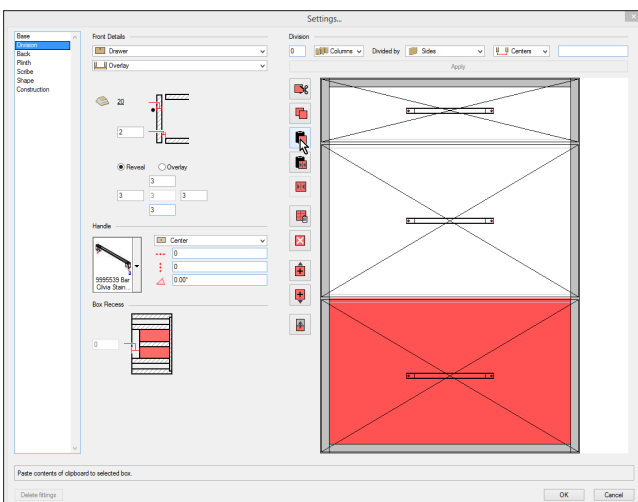 Settings...
Base
Division
Back
Plinth
Scribe
Shape
Construction
Front Details
Drawer
Overlay
20
2
Reveal
Overlay
3
3 3 3
3
Handle
Center
0
0
0.00°
9995539 Bar
Cilvia Stain...
Box Recess
0
Division
0 Columns Divided by Sides Centers
Apply
Paste contents of clipboard to selected box.
Delete fittings
OK Cancel